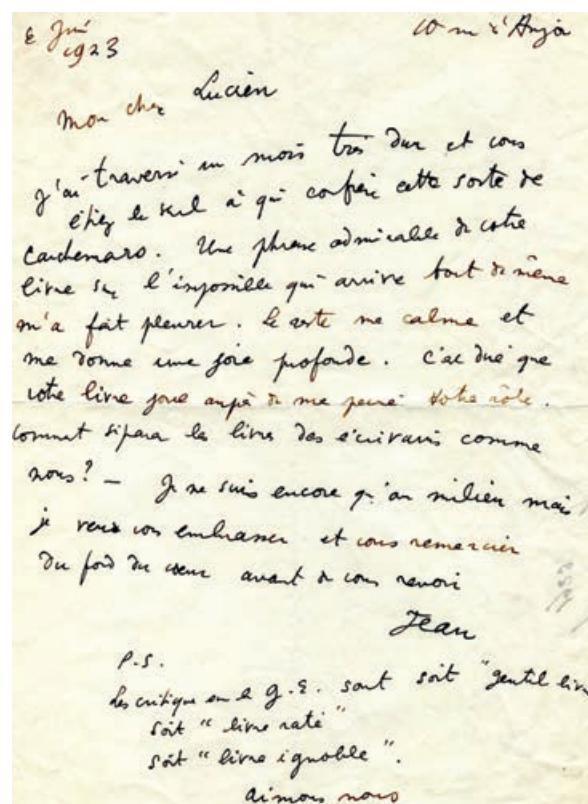 2 Juin
1923
10 rue d'Anjou
Mon cher Lucien
J'ai traversé un mois très dur et vous
étiez le seul à qui confier cette sorte de
cauchemars. Une phrase admirable de votre
livre sur l'impossible qui arrive tout de même
m'a fait pleurer. Le reste me calme et
me donne une joie profonde. C'est dire que
votre livre joue auprès de ma pensée votre rôle.
Comment séparer les livres des écrivains comme
nous? — Je ne suis encore qu'au milieu mais
je veux vous embrasser et vous remercier
du fond du cœur avant de vous revoir
Jean
P.S.
Les critiques sur le G.E. sont soit "gentil livre
soit "livre raté"
soit "livre ignoble".
aimons nous